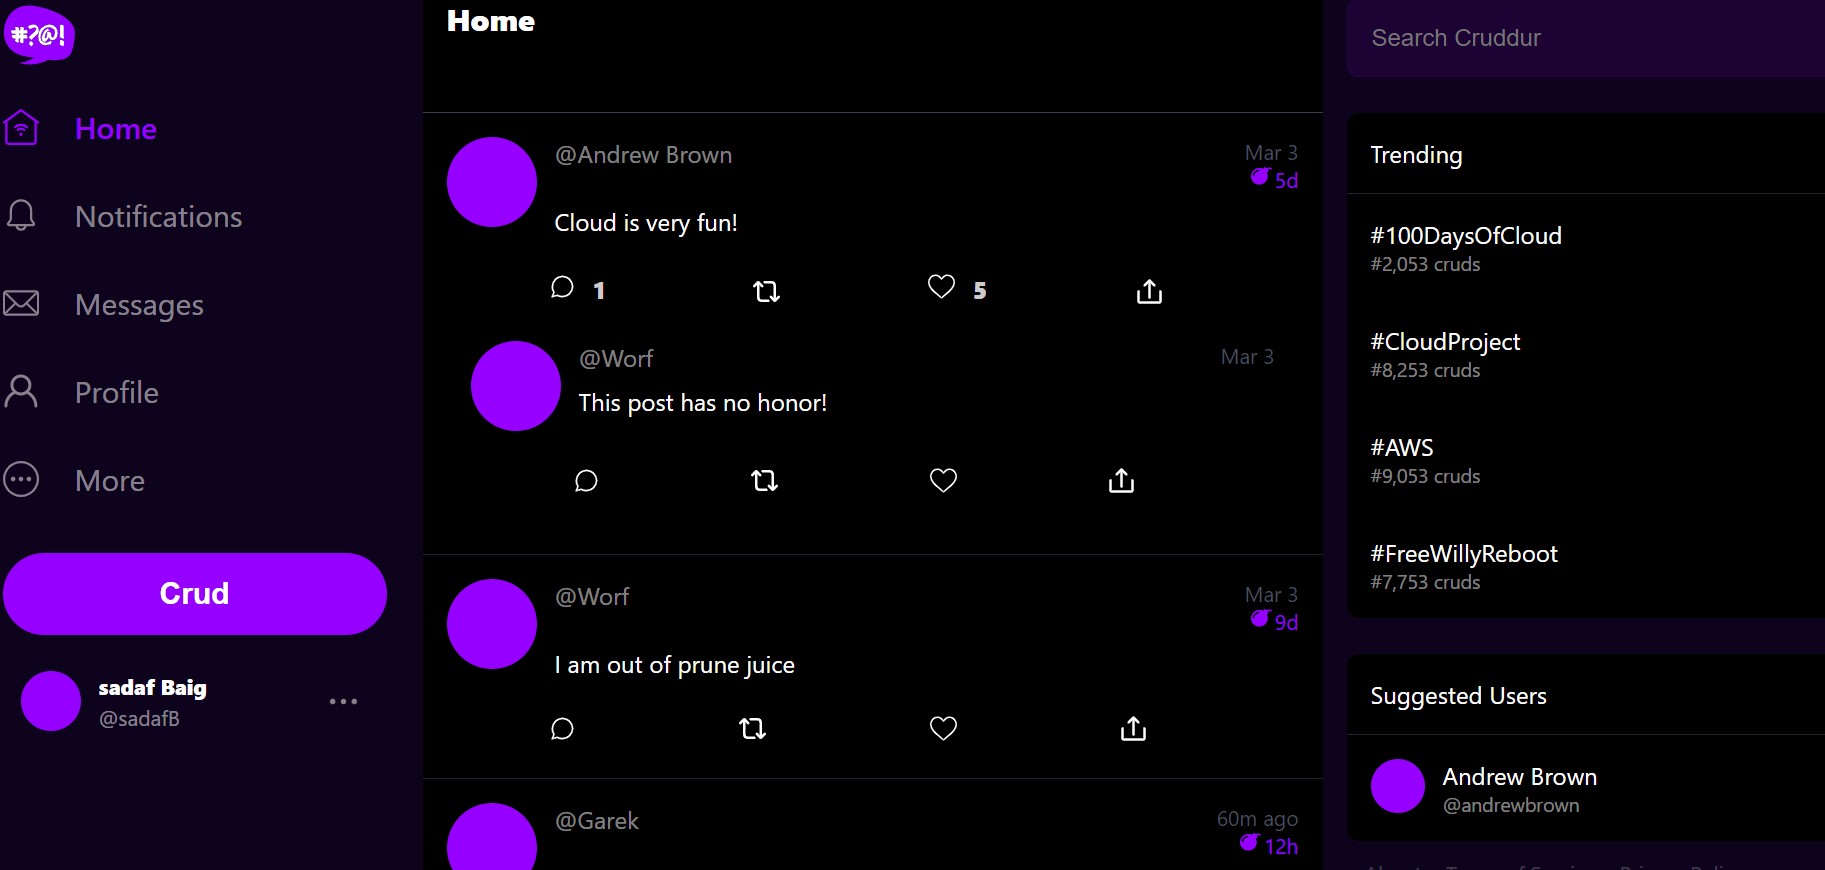 #?@!
Home
Notifications
Messages
Profile
More
Crud
sadaf Baig
@sadafB
Home
@Andrew Brown
Mar 3
5d
Cloud is very fun!
1
5
@Worf
Mar 3
This post has no honor!
@Worf
Mar 3
9d
I am out of prune juice
@Garek
60m ago
12h
Search Cruddur
Trending
#100DaysOfCloud
#2,053 cruds
#CloudProject
#8,253 cruds
#AWS
#9,053 cruds
#FreeWillyReboot
#7,753 cruds
Suggested Users
Andrew Brown
@andrewbrown